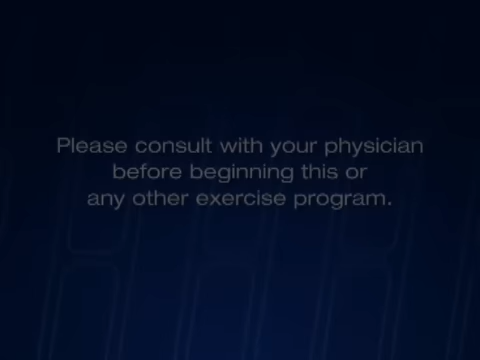 Please consult with your physician
before beginning this or
any other exercise program.